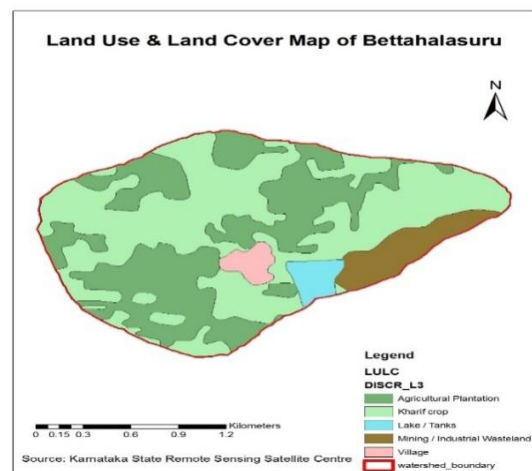 Land Use & Land Cover Map of Bettahalasuru
N
Legend
LULC
DISCR_L3
Agricultural Plantation
Kharif crop
Lake / Tanks
Mining / Industrial Wasteland
Village
watershed_boundary
Kilometers
0 0.15 0.3 0.6 0.9 1.2
Source: Karnataka State Remote Sensing Satellite Centre